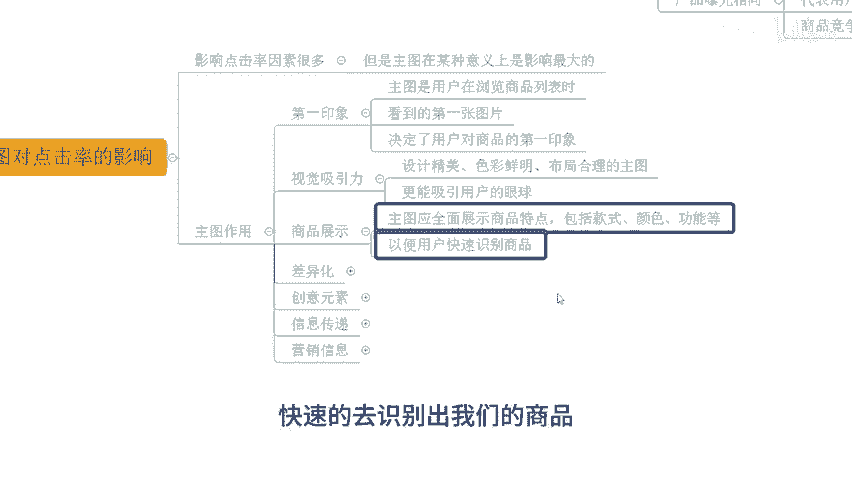 产品曝光相同
代表用户
商品竞争
影响点击率因素很多
但是主图在某种意义上是影响最大的
主图是用户在浏览商品列表时
第一印象
看到的第一张图片
决定了用户对商品的第一印象
图对点击率的影响
设计精美、色彩鲜明、布局合理的主图
视觉吸引力
更能吸引用户的眼球
主图应全面展示商品特点，包括款式、颜色、功能等
主图作用
商品展示
以便用户快速识别商品
差异化
创意元素
信息传递
营销信息
快速的去识别出我们的商品